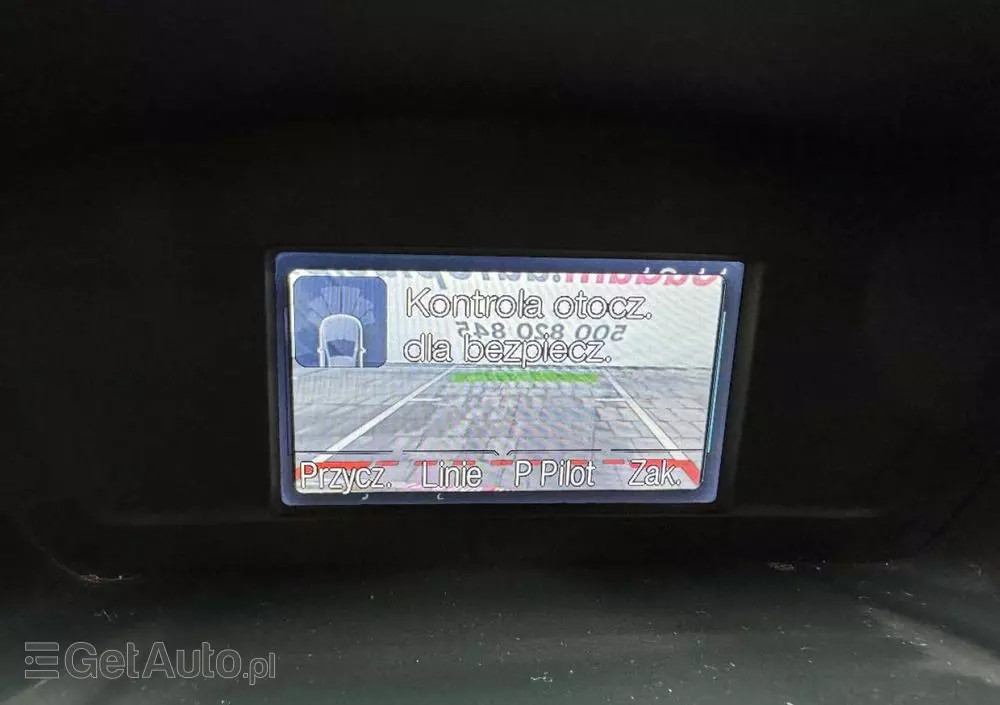 Kontrola otocz.
500 820 845
dla bezpiecz.
Przycz. Linie P Pilot Zak.
GetAuto.pl